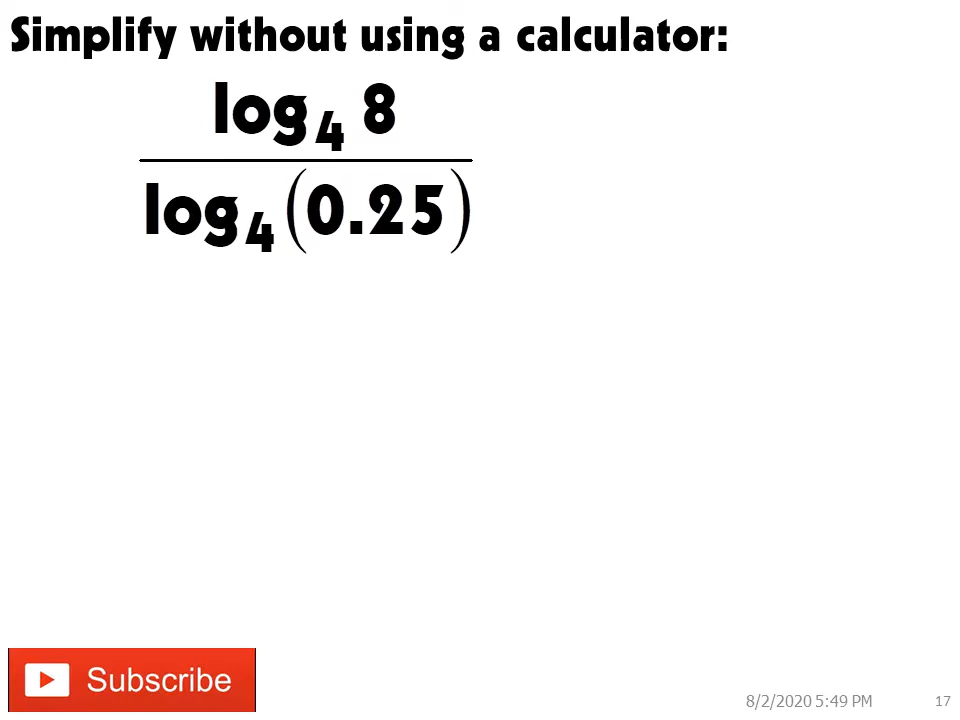 Simplify without using a calculator:
log₄ 8
log₄(0.25)
Subscribe
8/2/2020 5:49 PM
17